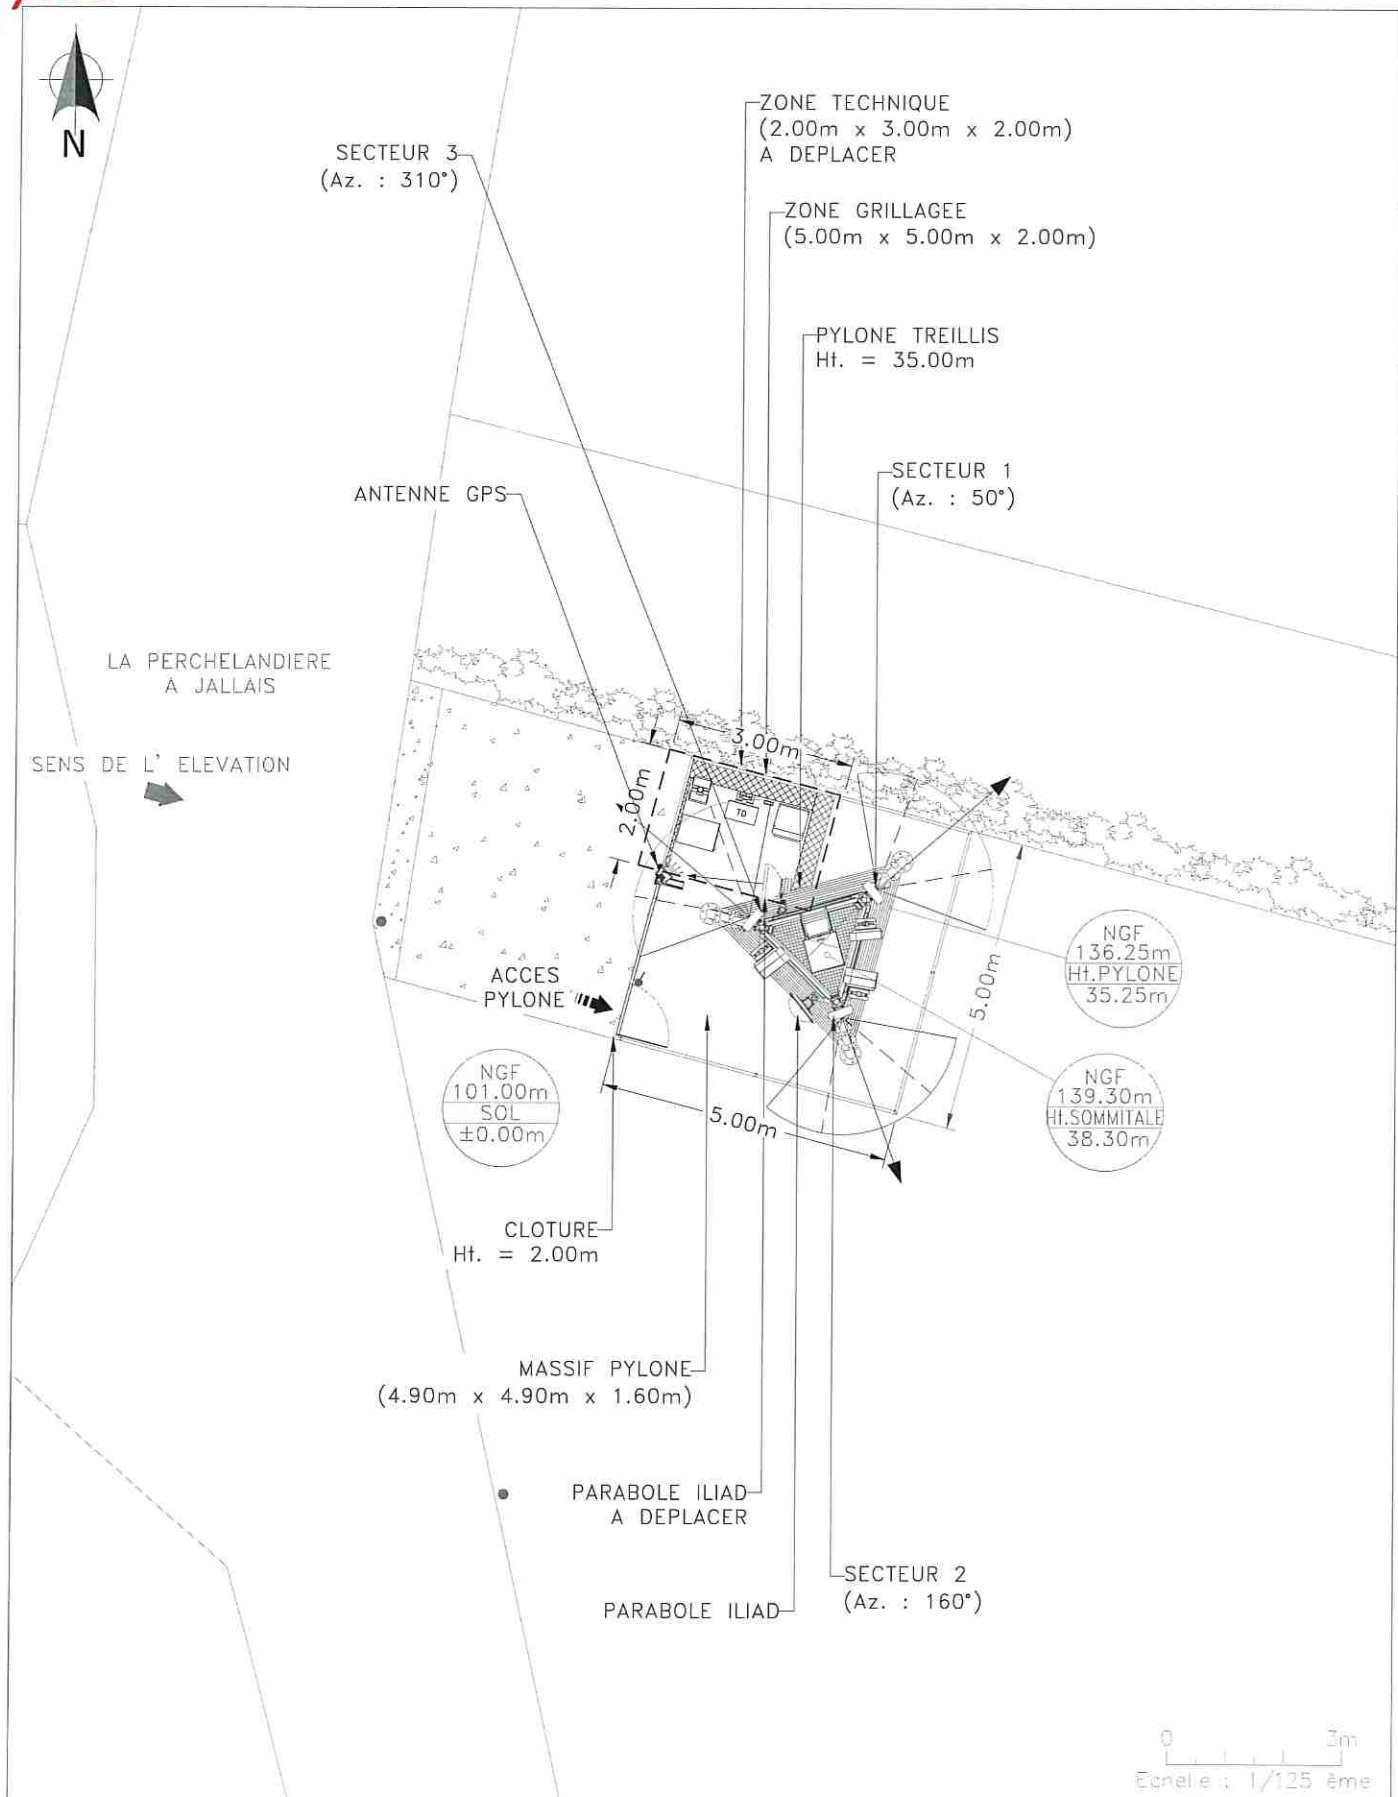 N
ZONE TECHNIQUE
(2.00m x 3.00m x 2.00m)
A DEPLACER
SECTEUR 3
(Az. : 310°)
ZONE GRILLAGEE
(5.00m x 5.00m x 2.00m)
PYLONE TREILLIS
Ht. = 35.00m
SECTEUR 1
(Az. : 50°)
ANTENNE GPS
LA PERCHELANDIERE
A JALLAIS
SENS DE L' ELEVATION
3.00m
2.00m
TD
ACCES
PYLONE
5.00m
NGF
136.25m
Ht.PYLONE
35.25m
NGF
101.00m
SOL
±0.00m
5.00m
NGF
139.30m
Ht.SOMMITALE
38.30m
CLOTURE
Ht. = 2.00m
MASSIF PYLONE
(4.90m x 4.90m x 1.60m)
PARABOLE ILIAD
A DEPLACER
SECTEUR 2
(Az. : 160°)
PARABOLE ILIAD
0 3m
Echelle : 1/125 ème